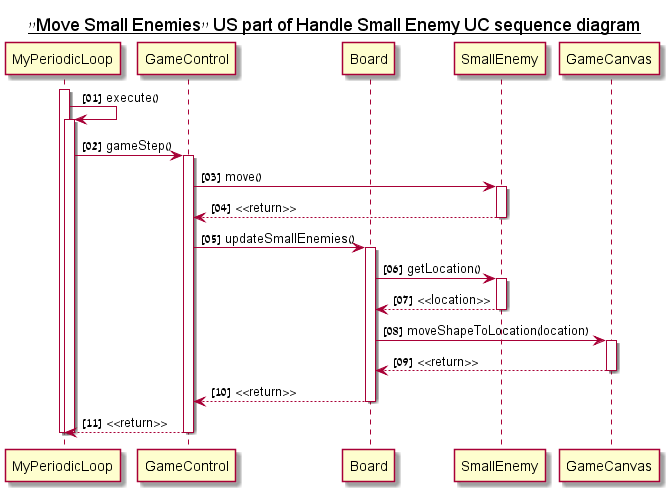 "Move Small Enemies" US part of Handle Small Enemy UC sequence diagram
MyPeriodicLoop GameControl Board SmallEnemy GameCanvas
[01] execute()
[02] gameStep()
[03] move()
[04] <<return>>
[05] updateSmallEnemies()
[06] getLocation()
[07] <<location>>
[08] moveShapeToLocation(location)
[09] <<return>>
[10] <<return>>
[11] <<return>>
MyPeriodicLoop GameControl Board SmallEnemy GameCanvas